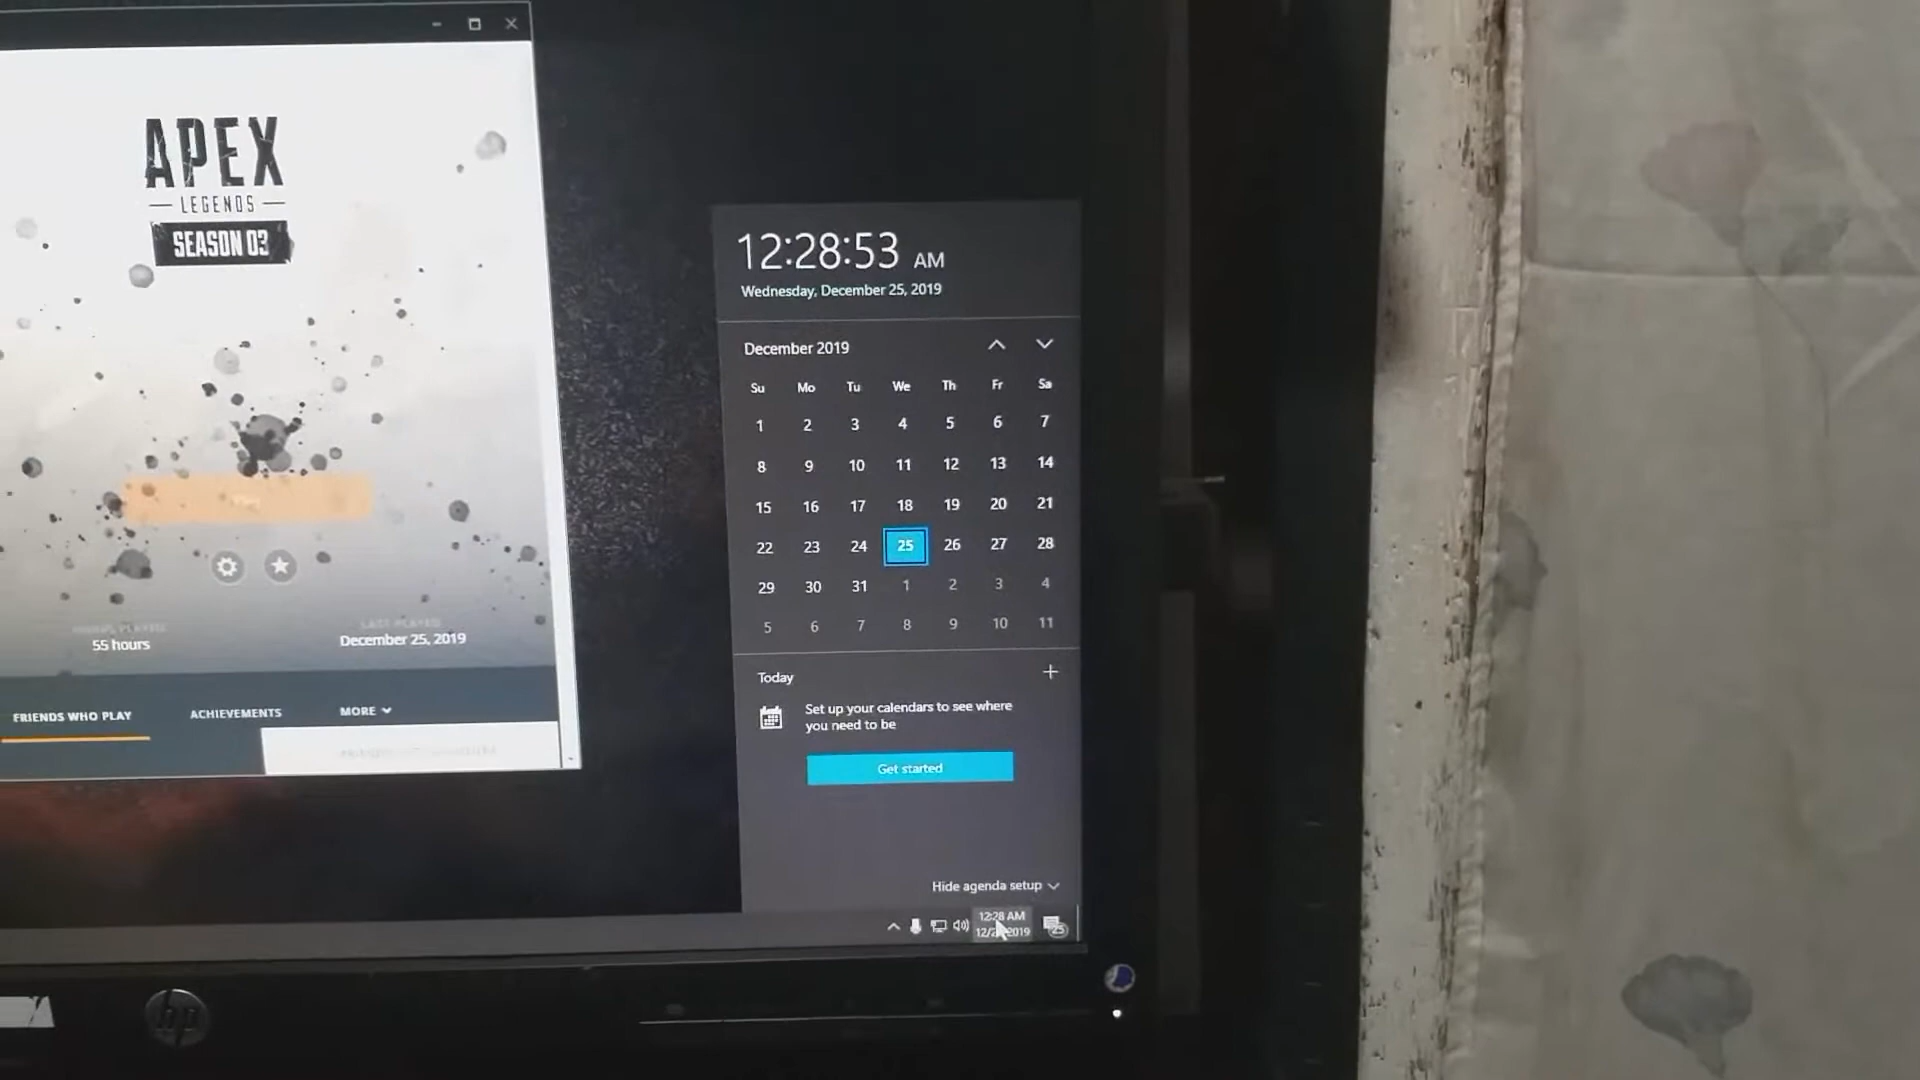 APEX
LEGENDS
SEASON 03
55 hours
LAST PLAYED
December 25, 2019
FRIENDS WHO PLAY
ACHIEVEMENTS
MORE
12:28:53 AM
Wednesday, December 25, 2019
December 2019
Su Mo Tu We Th Fr Sa
1 2 3 4 5 6 7
8 9 10 11 12 13 14
15 16 17 18 19 20 21
22 23 24 25 26 27 28
29 30 31 1 2 3 4
5 6 7 8 9 10 11
Today
Set up your calendars to see where
you need to be
Get started
Hide agenda setup
12:28 AM
25
hp